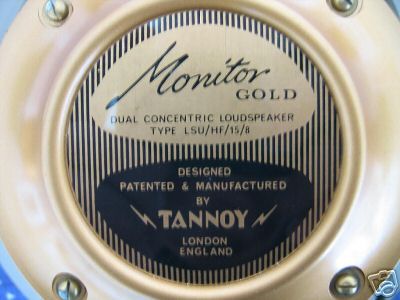 Monitor
GOLD
DUAL CONCENTRIC LOUDSPEAKER
TYPE LSU/HF/15/8
DESIGNED
PATENTED & MANUFACTURED
BY
TANNOY
LONDON
ENGLAND